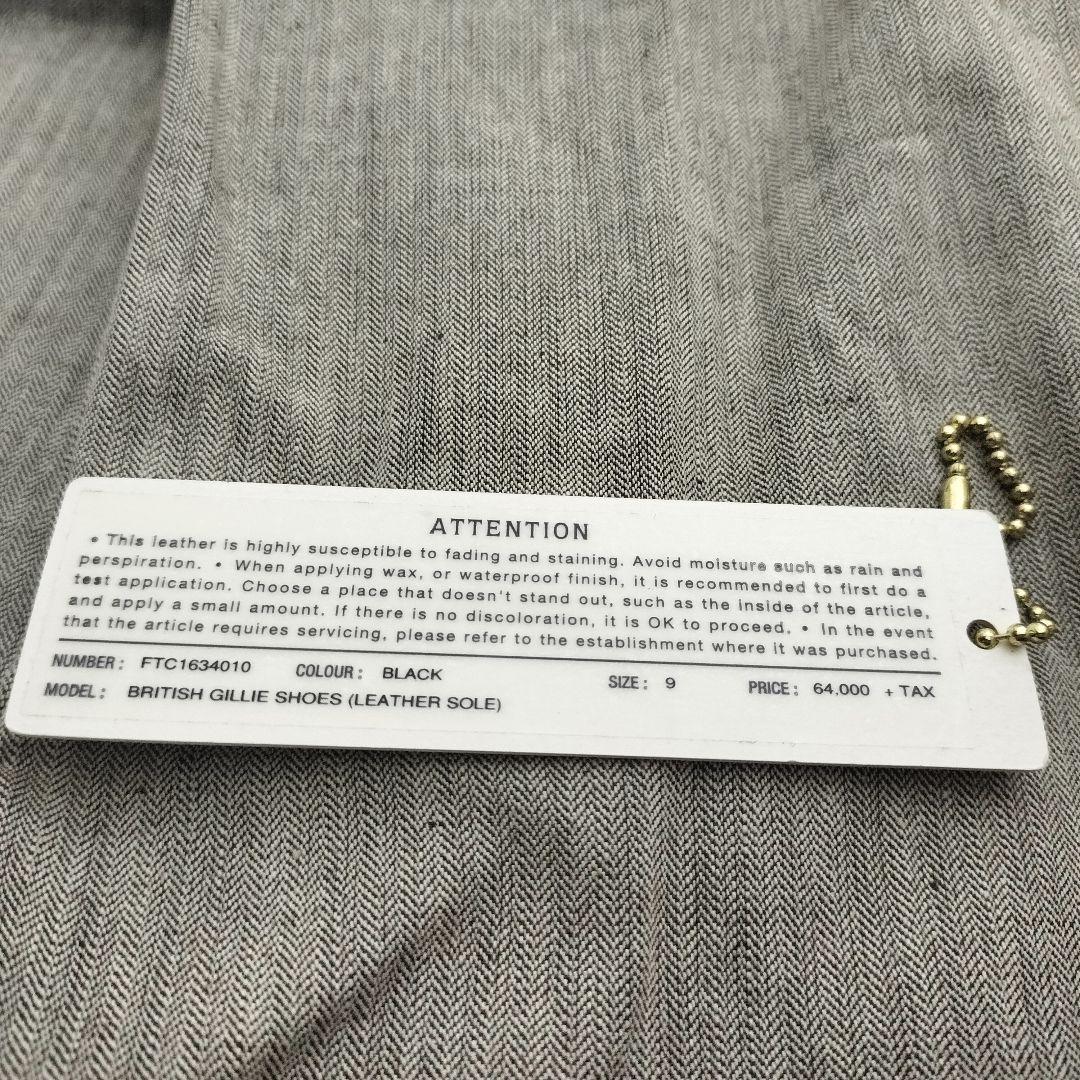 ATTENTION
• This leather is highly susceptible to fading and staining. Avoid moisture such as rain and
perspiration. • When applying wax, or waterproof finish, it is recommended to first do a
test application. Choose a place that doesn't stand out, such as the inside of the article,
and apply a small amount. If there is no discoloration, it is OK to proceed. • In the event
that the article requires servicing, please refer to the establishment where it was purchased.
NUMBER: FTC1634010 COLOUR: BLACK SIZE: 9 PRICE: 64,000 + TAX
MODEL: BRITISH GILLIE SHOES (LEATHER SOLE)